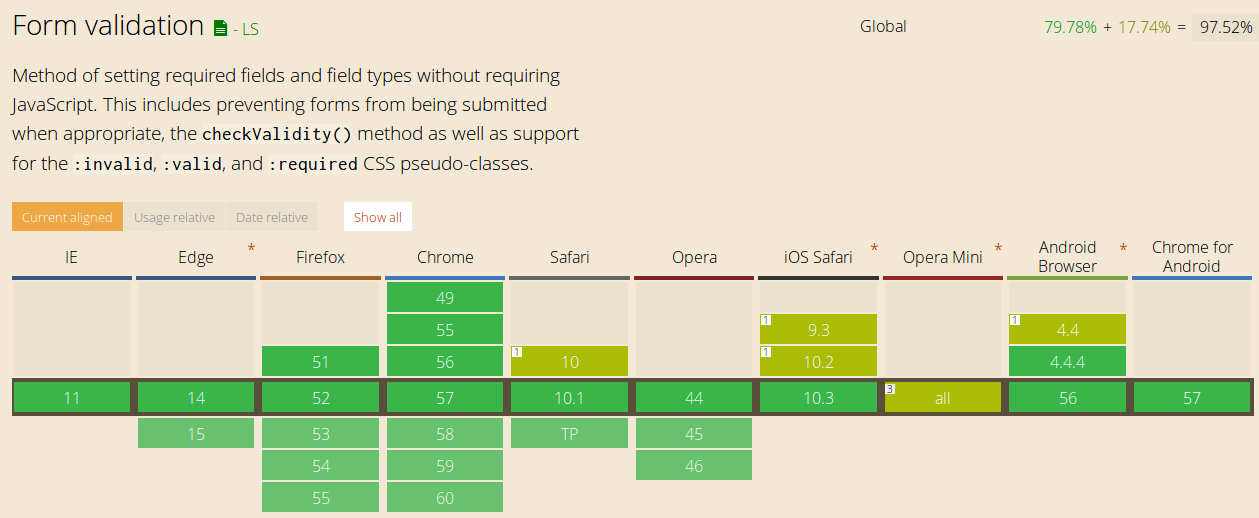 Form validation - LS
Global 79.78% + 17.74% = 97.52%
Method of setting required fields and field types without requiring
JavaScript. This includes preventing forms from being submitted
when appropriate, the checkValidity() method as well as support
for the :invalid, :valid, and :required CSS pseudo-classes.
Current aligned Usage relative Date relative Show all
IE Edge * Firefox Chrome Safari Opera iOS Safari * Opera Mini * Android Browser * Chrome for Android
49
55 1 9.3 1 4.4
51 56 1 10 1 10.2 4.4.4
11 14 52 57 10.1 44 10.3 3 all 56 57
15 53 58 TP 45
54 59 46
55 60